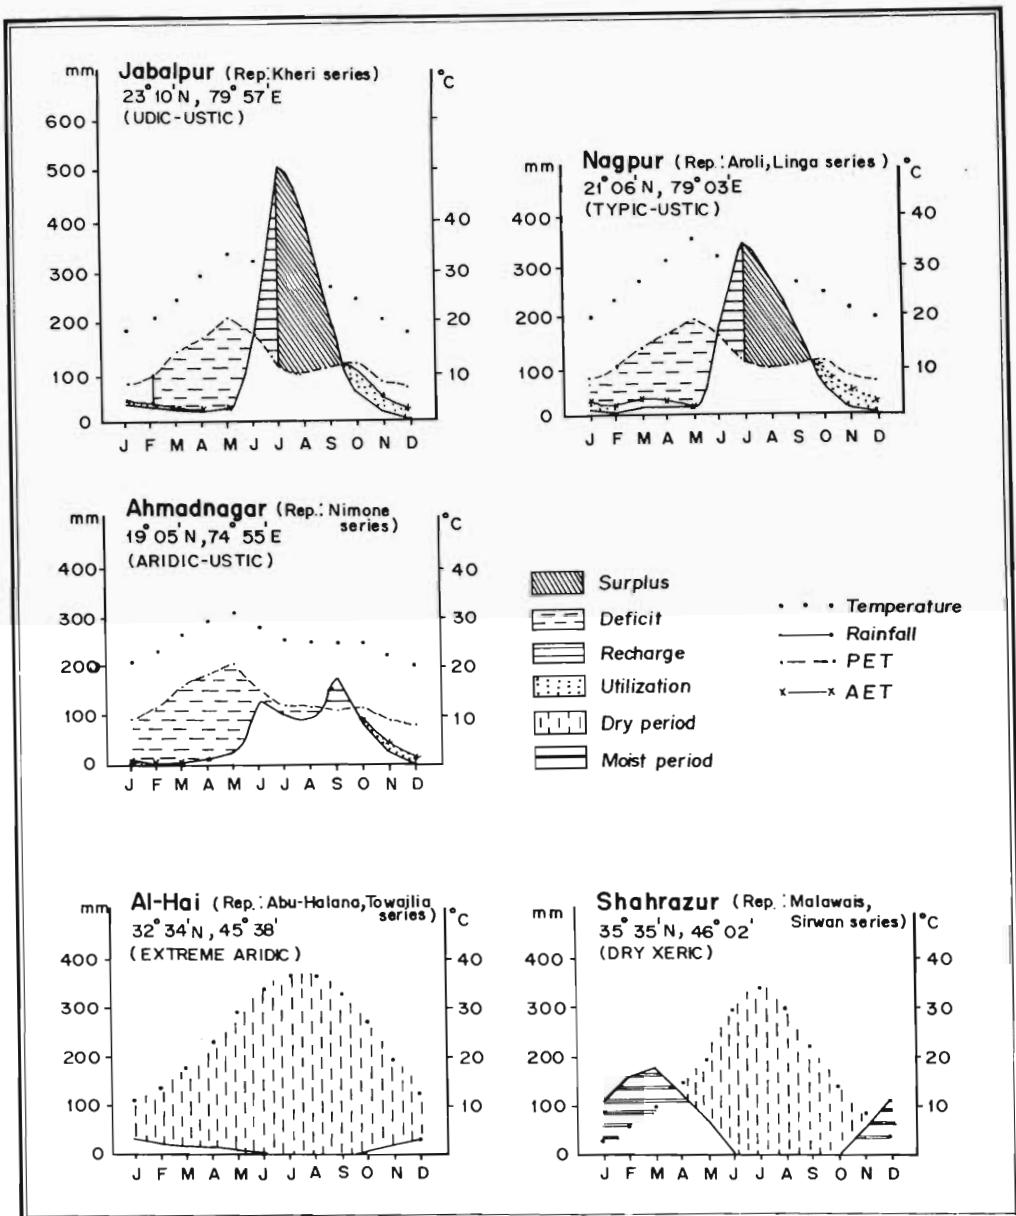 mm
Jabalpur (Rep: Kheri series)
°C
23°10'N, 79°57'E
(UDIC-USTIC)
600
500
400
300
200
100
0
40
30
20
10
J F M A M J J A S O N D
mm
Nagpur (Rep: Aroli, Linga series)
°C
21°06'N, 79°03'E
(TYPIC-USTIC)
400
300
200
100
0
40
30
20
10
J F M A M J J A S O N D
mm
Ahmadnagar (Rep.: Nimone
series)
°C
19°05'N, 74°55'E
(ARIDIC-USTIC)
400
300
200
100
0
40
30
20
10
J F M A M J J A S O N D
Surplus
Deficit
Recharge
Utilization
Dry period
Moist period
Temperature
Rainfall
PET
AET
mm
Al-Hai (Rep.: Abu-Halana, Towajlia
series)
°C
32°34'N, 45°38'
(EXTREME ARIDIC)
400
300
200
100
0
40
30
20
10
J F M A M J J A S O N D
mm
Shahrazur (Rep: Malawais,
Sirwan series)
°C
35°35'N, 46°02'
(DRY XERIC)
400
300
200
100
0
40
30
20
10
J F M A M J J A S O N D